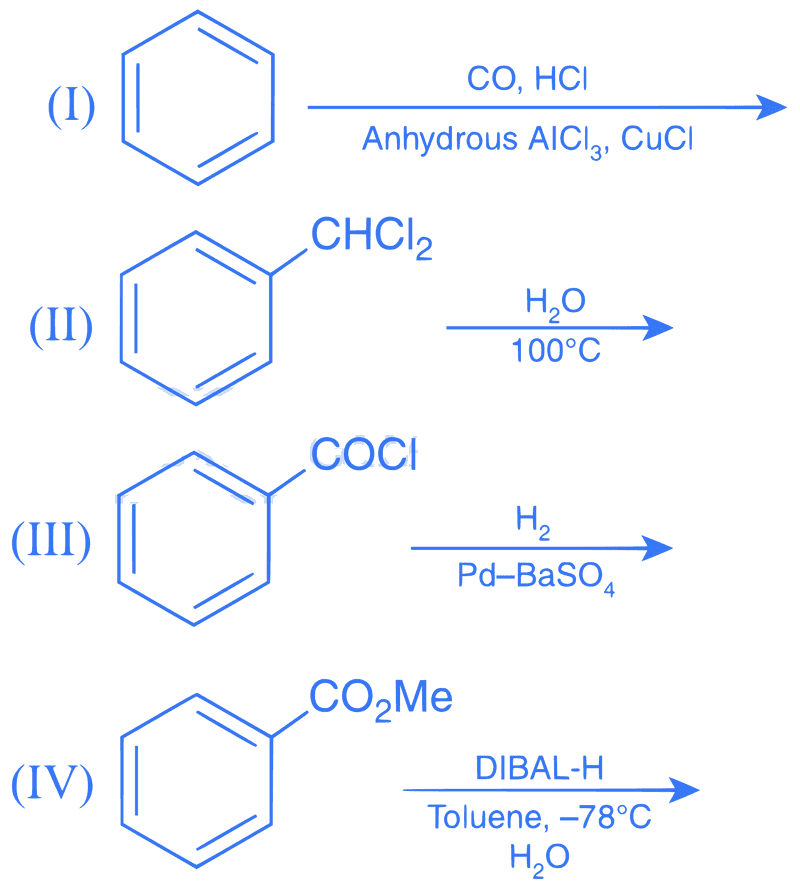 (I)
CO, HCl
Anhydrous AlCl₃, CuCl
(II)
CHCl₂
H₂O
100°C
(III)
COCl
H₂
Pd–BaSO₄
(IV)
CO₂Me
DIBAL-H
Toluene, –78°C
H₂O